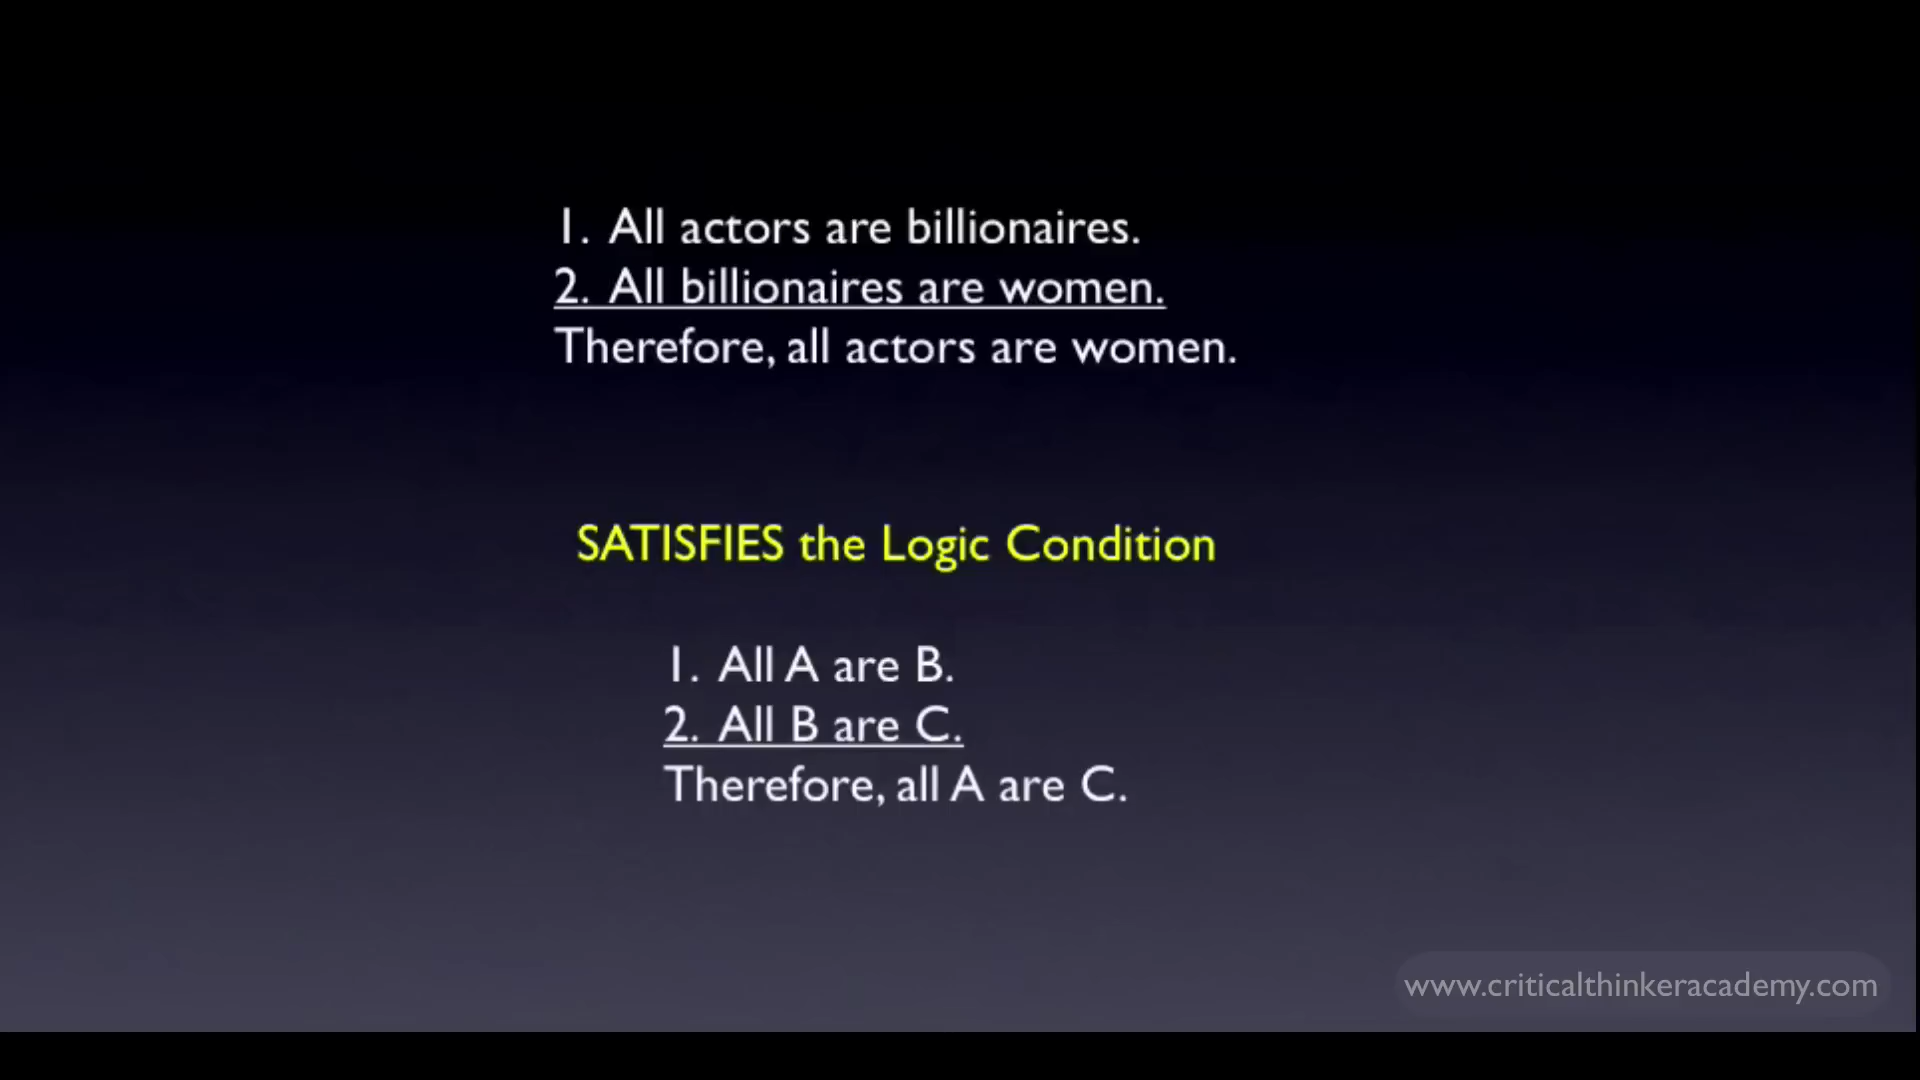 1. All actors are billionaires.
2. All billionaires are women.
Therefore, all actors are women.
SATISFIES the Logic Condition
1. All A are B.
2. All B are C.
Therefore, all A are C.
www.criticalthinkeracademy.com